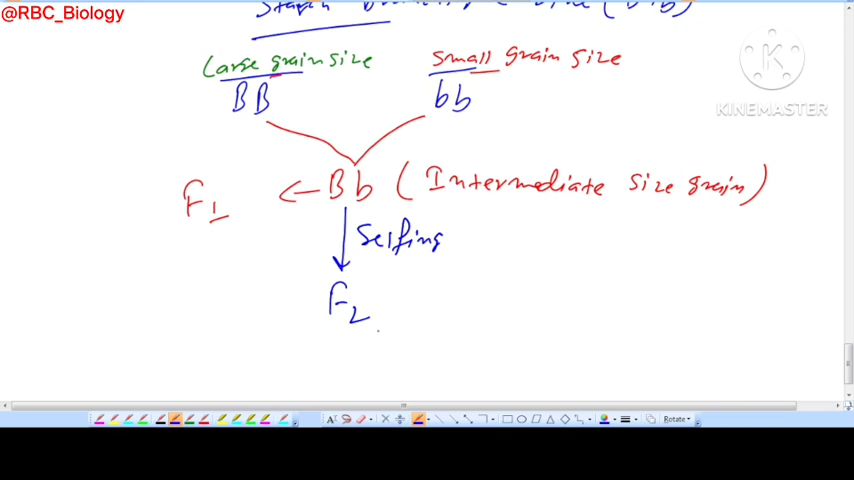 @RBC_Biology
Large grain size small grain size
BB bb
KINEMASTER
F1 ← Bb (Intermediate size grain)
Selfing
F2
Rotate